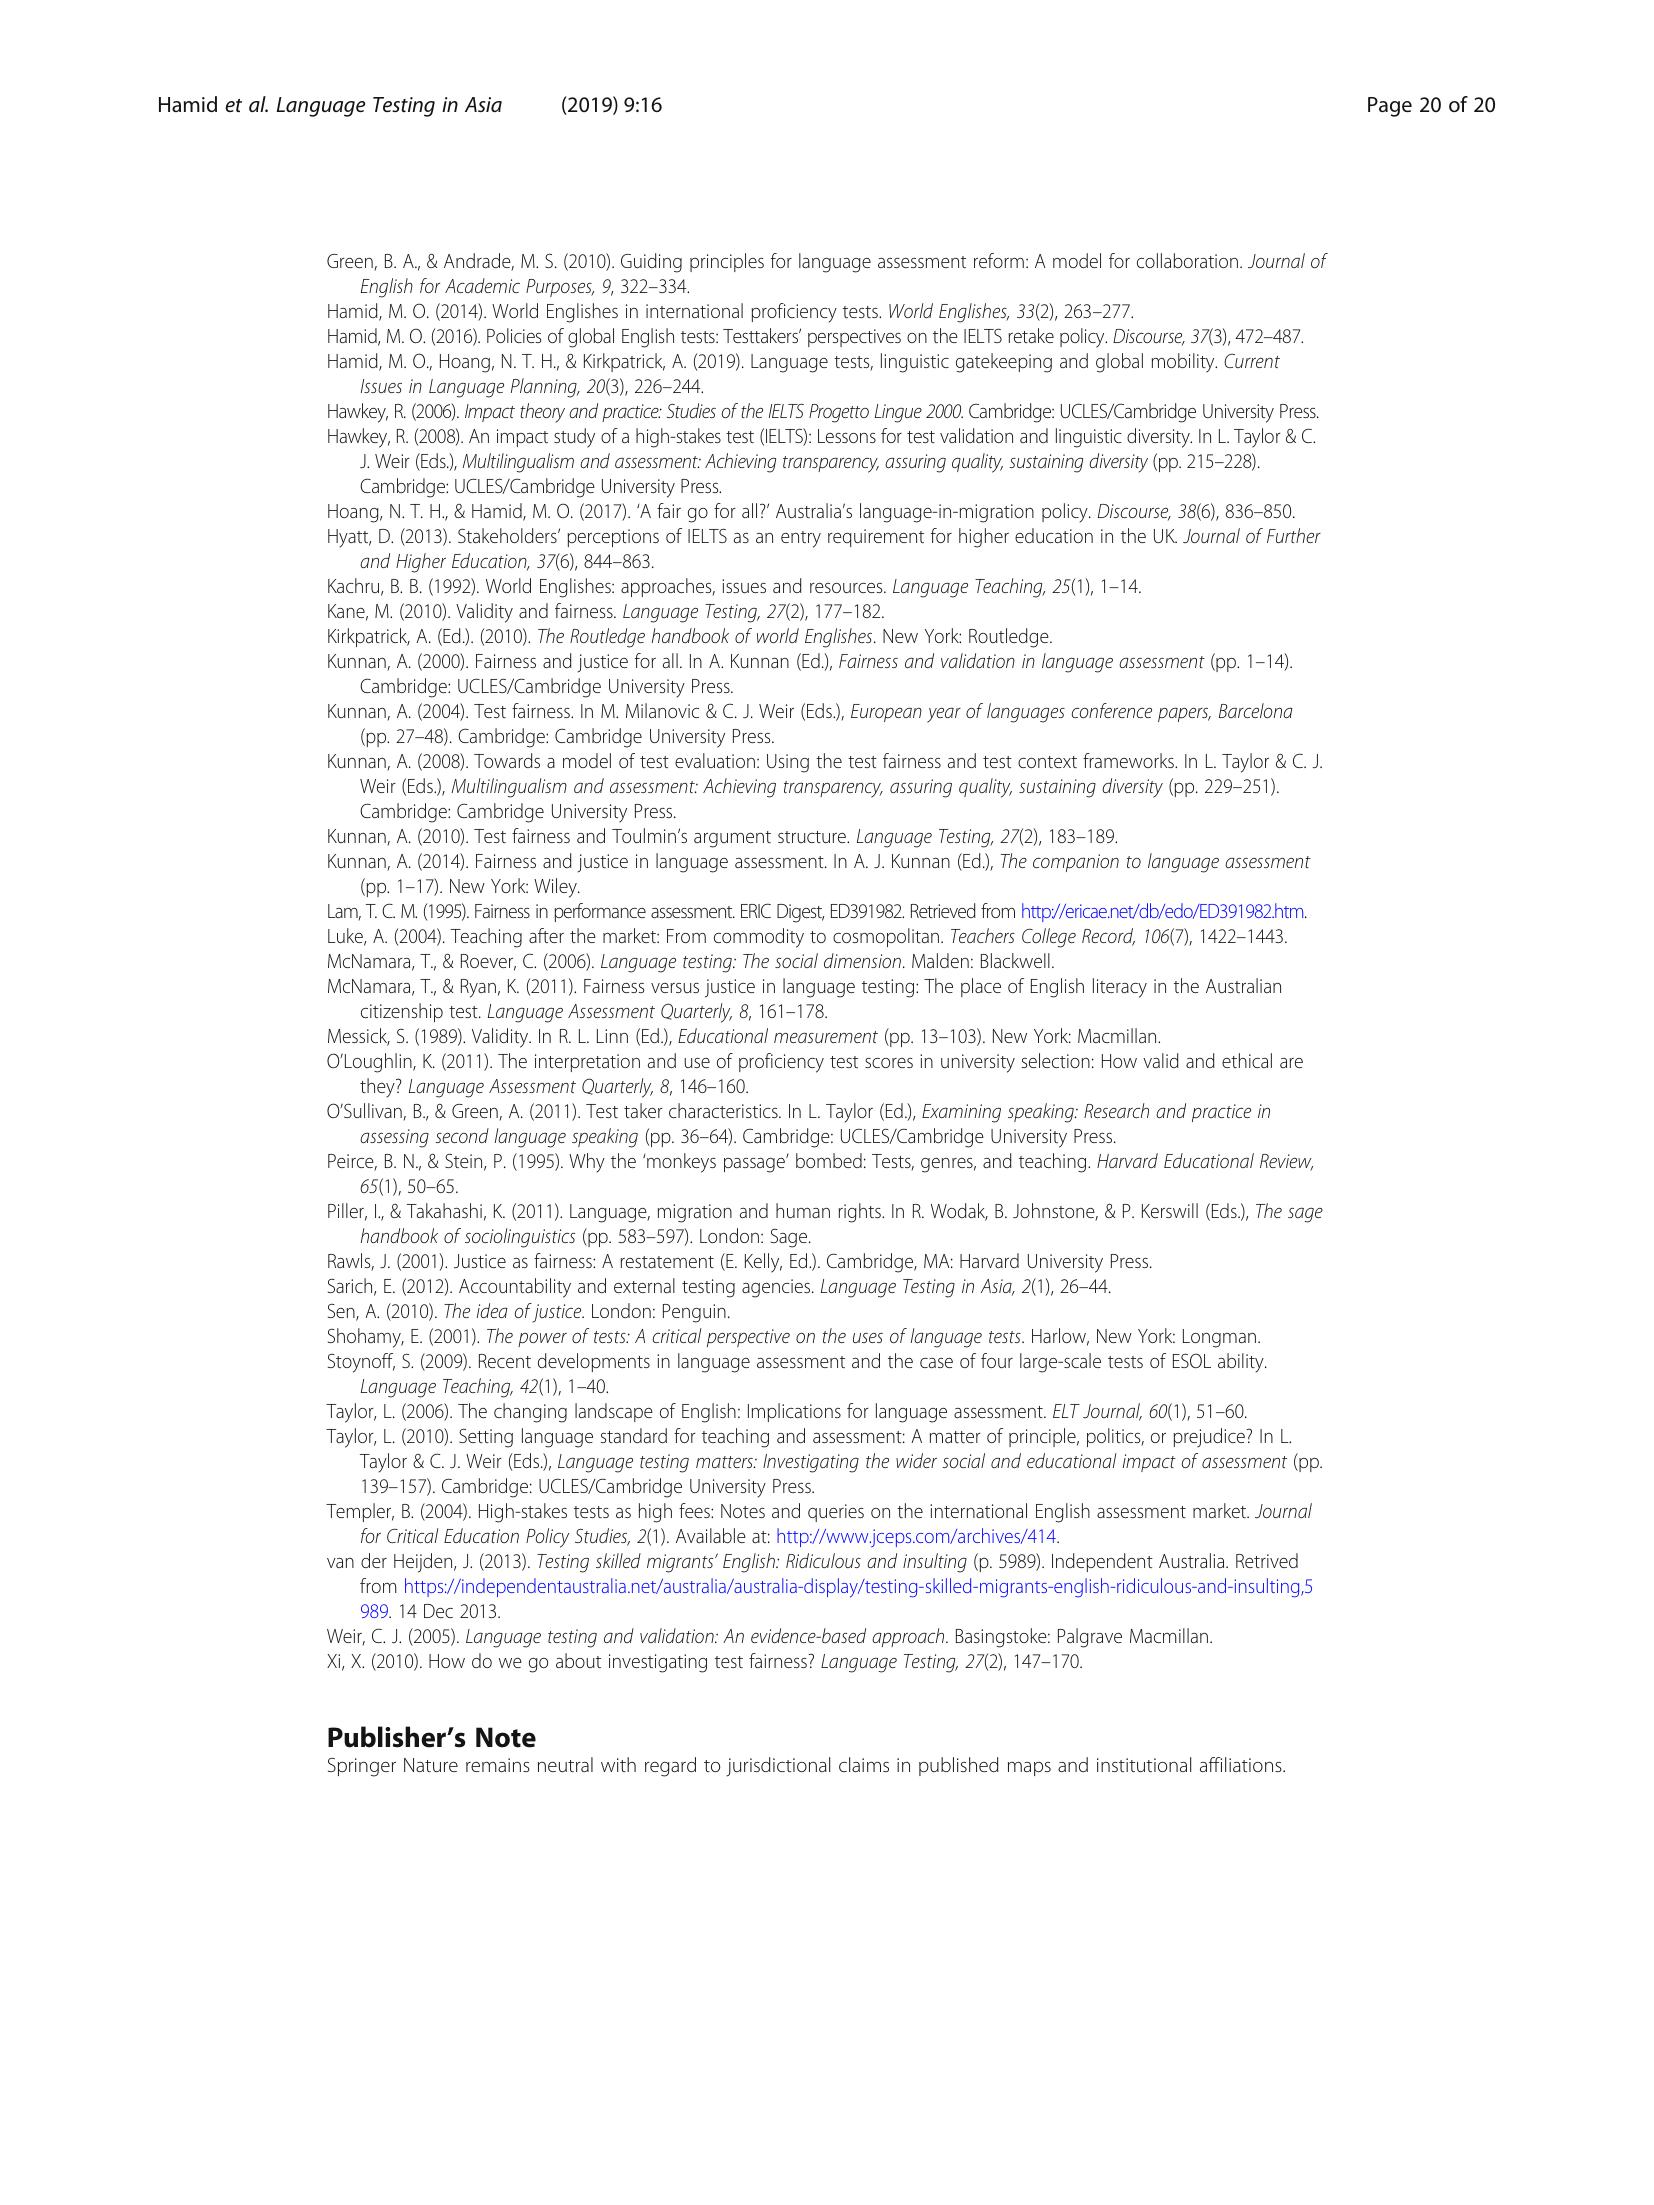 Hamid et al. Language Testing in Asia (2019) 9:16 Page 20 of 20
Green, B. A., & Andrade, M. S. (2010). Guiding principles for language assessment reform: A model for collaboration. Journal of
English for Academic Purposes, 9, 322–334.
Hamid, M. O. (2014). World Englishes in international proficiency tests. World Englishes, 33(2), 263–277.
Hamid, M. O. (2016). Policies of global English tests: Testtakers’ perspectives on the IELTS retake policy. Discourse, 37(3), 472–487.
Hamid, M. O., Hoang, N. T. H., & Kirkpatrick, A. (2019). Language tests, linguistic gatekeeping and global mobility. Current
Issues in Language Planning, 20(3), 226–244.
Hawkey, R. (2006). Impact theory and practice: Studies of the IELTS Progetto Lingue 2000. Cambridge: UCLES/Cambridge University Press.
Hawkey, R. (2008). An impact study of a high-stakes test (IELTS): Lessons for test validation and linguistic diversity. In L. Taylor & C.
J. Weir (Eds.), Multilingualism and assessment: Achieving transparency, assuring quality, sustaining diversity (pp. 215–228).
Cambridge: UCLES/Cambridge University Press.
Hoang, N. T. H., & Hamid, M. O. (2017). ‘A fair go for all?’ Australia’s language-in-migration policy. Discourse, 38(6), 836–850.
Hyatt, D. (2013). Stakeholders’ perceptions of IELTS as an entry requirement for higher education in the UK. Journal of Further
and Higher Education, 37(6), 844–863.
Kachru, B. B. (1992). World Englishes: approaches, issues and resources. Language Teaching, 25(1), 1–14.
Kane, M. (2010). Validity and fairness. Language Testing, 27(2), 177–182.
Kirkpatrick, A. (Ed.). (2010). The Routledge handbook of world Englishes. New York: Routledge.
Kunnan, A. (2000). Fairness and justice for all. In A. Kunnan (Ed.), Fairness and validation in language assessment (pp. 1–14).
Cambridge: UCLES/Cambridge University Press.
Kunnan, A. (2004). Test fairness. In M. Milanovic & C. J. Weir (Eds.), European year of languages conference papers, Barcelona
(pp. 27–48). Cambridge: Cambridge University Press.
Kunnan, A. (2008). Towards a model of test evaluation: Using the test fairness and test context frameworks. In L. Taylor & C. J.
Weir (Eds.), Multilingualism and assessment: Achieving transparency, assuring quality, sustaining diversity (pp. 229–251).
Cambridge: Cambridge University Press.
Kunnan, A. (2010). Test fairness and Toulmin’s argument structure. Language Testing, 27(2), 183–189.
Kunnan, A. (2014). Fairness and justice in language assessment. In A. J. Kunnan (Ed.), The companion to language assessment
(pp. 1–17). New York: Wiley.
Lam, T. C. M. (1995). Fairness in performance assessment. ERIC Digest, ED391982. Retrieved from http://ericae.net/db/edo/ED391982.htm.
Luke, A. (2004). Teaching after the market: From commodity to cosmopolitan. Teachers College Record, 106(7), 1422–1443.
McNamara, T., & Roever, C. (2006). Language testing: The social dimension. Malden: Blackwell.
McNamara, T., & Ryan, K. (2011). Fairness versus justice in language testing: The place of English literacy in the Australian
citizenship test. Language Assessment Quarterly, 8, 161–178.
Messick, S. (1989). Validity. In R. L. Linn (Ed.), Educational measurement (pp. 13–103). New York: Macmillan.
O’Loughlin, K. (2011). The interpretation and use of proficiency test scores in university selection: How valid and ethical are
they? Language Assessment Quarterly, 8, 146–160.
O’Sullivan, B., & Green, A. (2011). Test taker characteristics. In L. Taylor (Ed.), Examining speaking: Research and practice in
assessing second language speaking (pp. 36–64). Cambridge: UCLES/Cambridge University Press.
Peirce, B. N., & Stein, P. (1995). Why the ‘monkeys passage’ bombed: Tests, genres, and teaching. Harvard Educational Review,
65(1), 50–65.
Piller, I., & Takahashi, K. (2011). Language, migration and human rights. In R. Wodak, B. Johnstone, & P. Kerswill (Eds.), The sage
handbook of sociolinguistics (pp. 583–597). London: Sage.
Rawls, J. (2001). Justice as fairness: A restatement (E. Kelly, Ed.). Cambridge, MA: Harvard University Press.
Sarich, E. (2012). Accountability and external testing agencies. Language Testing in Asia, 2(1), 26–44.
Sen, A. (2010). The idea of justice. London: Penguin.
Shohamy, E. (2001). The power of tests: A critical perspective on the uses of language tests. Harlow, New York: Longman.
Stoynoff, S. (2009). Recent developments in language assessment and the case of four large-scale tests of ESOL ability.
Language Teaching, 42(1), 1–40.
Taylor, L. (2006). The changing landscape of English: Implications for language assessment. ELT Journal, 60(1), 51–60.
Taylor, L. (2010). Setting language standard for teaching and assessment: A matter of principle, politics, or prejudice? In L.
Taylor & C. J. Weir (Eds.), Language testing matters: Investigating the wider social and educational impact of assessment (pp.
139–157). Cambridge: UCLES/Cambridge University Press.
Templer, B. (2004). High-stakes tests as high fees: Notes and queries on the international English assessment market. Journal
for Critical Education Policy Studies, 2(1). Available at: http://www.jceps.com/archives/414.
van der Heijden, J. (2013). Testing skilled migrants’ English: Ridiculous and insulting (p. 5989). Independent Australia. Retrived
from https://independentaustralia.net/australia/australia-display/testing-skilled-migrants-english-ridiculous-and-insulting,5
989. 14 Dec 2013.
Weir, C. J. (2005). Language testing and validation: An evidence-based approach. Basingstoke: Palgrave Macmillan.
Xi, X. (2010). How do we go about investigating test fairness? Language Testing, 27(2), 147–170.
Publisher’s Note
Springer Nature remains neutral with regard to jurisdictional claims in published maps and institutional affiliations.